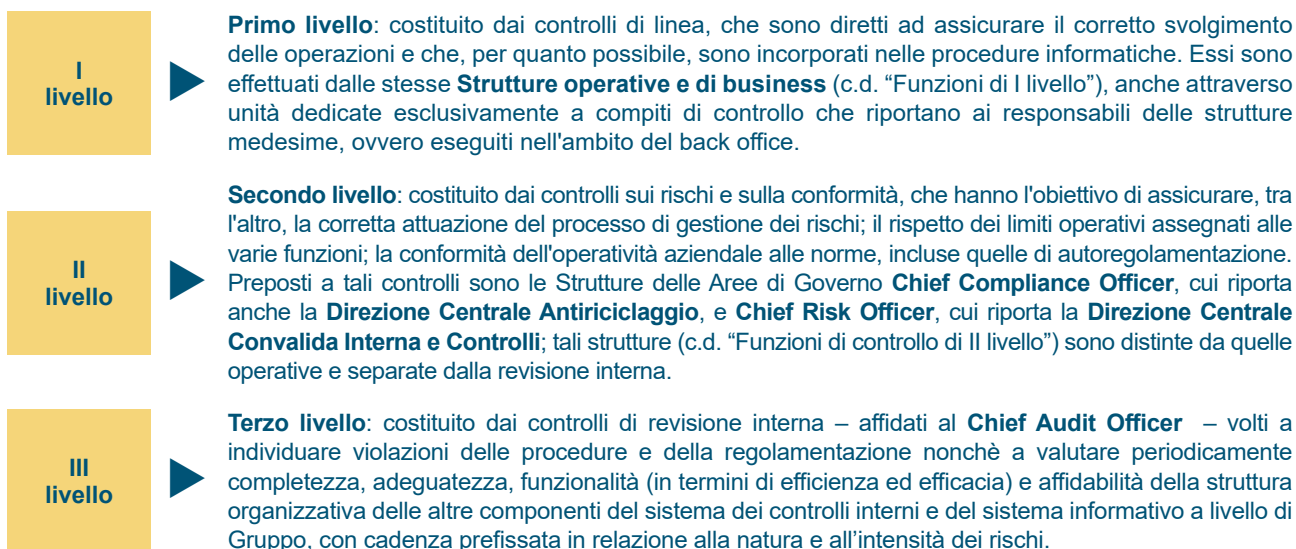 I
livello
Primo livello: costituito dai controlli di linea, che sono diretti ad assicurare il corretto svolgimento
delle operazioni e che, per quanto possibile, sono incorporati nelle procedure informatiche. Essi sono
effettuati dalle stesse Strutture operative e di business (c.d. “Funzioni di I livello”), anche attraverso
unità dedicate esclusivamente a compiti di controllo che riportano ai responsabili delle strutture
medesime, ovvero eseguiti nell'ambito del back office.
II
livello
Secondo livello: costituito dai controlli sui rischi e sulla conformità, che hanno l'obiettivo di assicurare, tra
l'altro, la corretta attuazione del processo di gestione dei rischi; il rispetto dei limiti operativi assegnati alle
varie funzioni; la conformità dell'operatività aziendale alle norme, incluse quelle di autoregolamentazione.
Preposti a tali controlli sono le Strutture delle Aree di Governo Chief Compliance Officer, cui riporta
anche la Direzione Centrale Antiriciclaggio, e Chief Risk Officer, cui riporta la Direzione Centrale
Convalida Interna e Controlli; tali strutture (c.d. “Funzioni di controllo di II livello”) sono distinte da quelle
operative e separate dalla revisione interna.
III
livello
Terzo livello: costituito dai controlli di revisione interna – affidati al Chief Audit Officer – volti a
individuare violazioni delle procedure e della regolamentazione nonchè a valutare periodicamente
completezza, adeguatezza, funzionalità (in termini di efficienza ed efficacia) e affidabilità della struttura
organizzativa delle altre componenti del sistema dei controlli interni e del sistema informativo a livello di
Gruppo, con cadenza prefissata in relazione alla natura e all’intensità dei rischi.